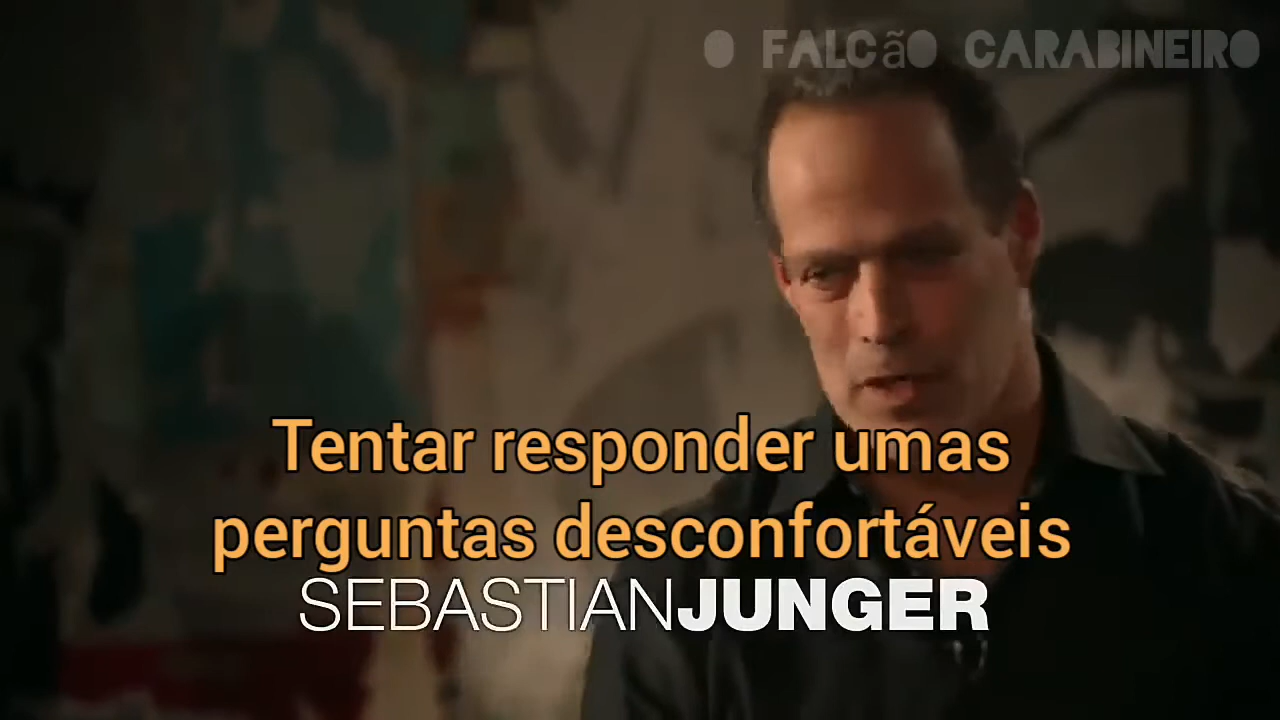 O FALCãO CARABINEIRO
Tentar responder umas
perguntas desconfortáveis
SEBASTIANJUNGER